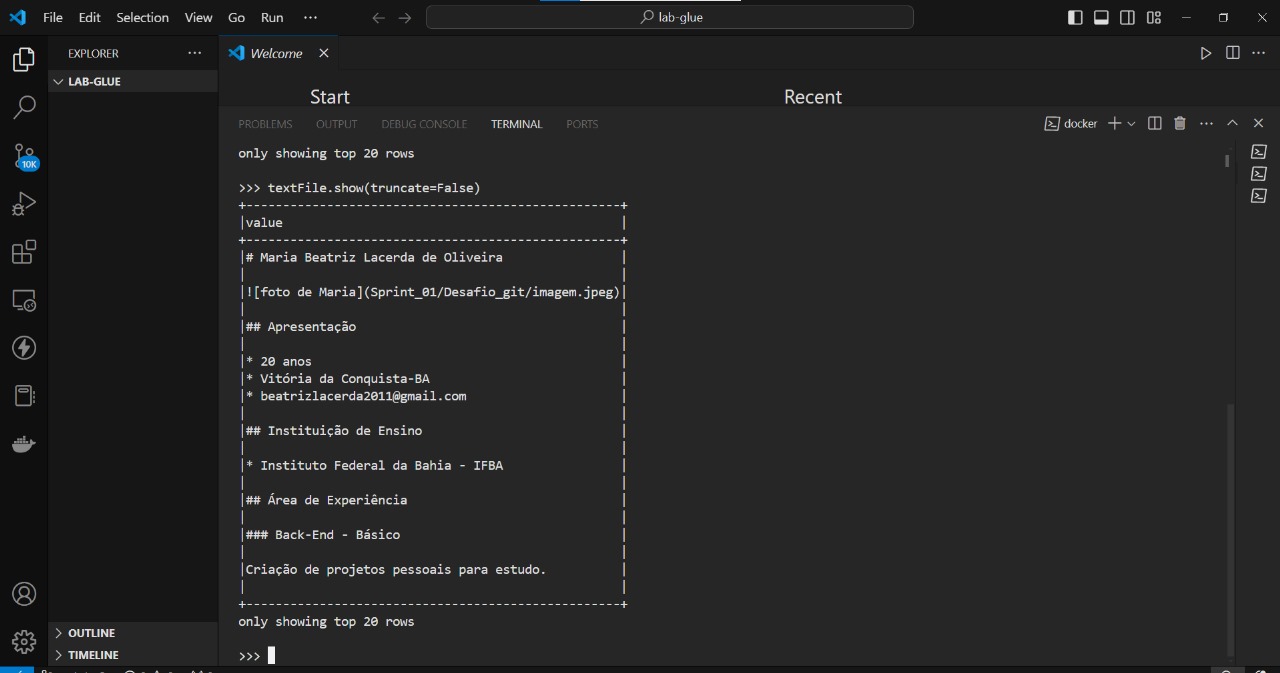 File Edit Selection View Go Run ··· lab-glue
EXPLORER ···
Welcome
LAB-GLUE
Start Recent
PROBLEMS OUTPUT DEBUG CONSOLE TERMINAL PORTS docker
only showing top 20 rows
10K
>>> textFile.show(truncate=False)
+---------------------------------------------------+
|value |
+---------------------------------------------------+
|# Maria Beatriz Lacerda de Oliveira |
| |
|![foto de Maria](Sprint_01/Desafio_git/imagem.jpeg)|
| |
|## Apresentação |
| |
|* 20 anos |
|* Vitória da Conquista-BA |
|* beatrizlacerda2011@gmail.com |
| |
|## Instituição de Ensino |
| |
|* Instituto Federal da Bahia - IFBA |
| |
|## Área de Experiência |
| |
|### Back-End - Básico |
| |
|Criação de projetos pessoais para estudo. |
| |
+---------------------------------------------------+
only showing top 20 rows
>>>
OUTLINE
TIMELINE